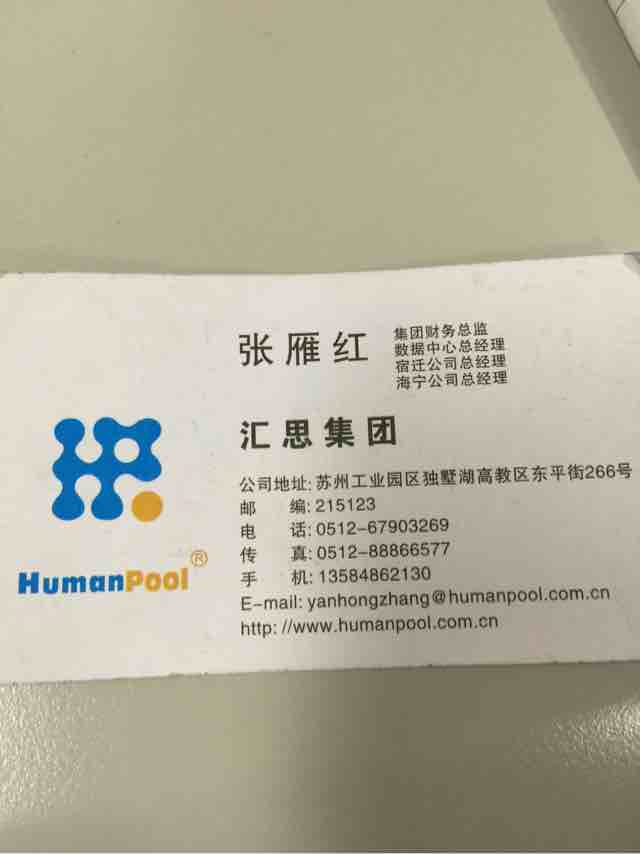 张雁红
集团财务总监
数据中心总经理
宿迁公司总经理
海宁公司总经理
汇思集团
公司地址: 苏州工业园区独墅湖高教区东平街266号
邮 编: 215123
电 话: 0512-67903269
传 真: 0512-88866577
手 机: 13584862130
E-mail: yanhongzhang@humanpool.com.cn
http: //www.humanpool.com.cn
HumanPool®